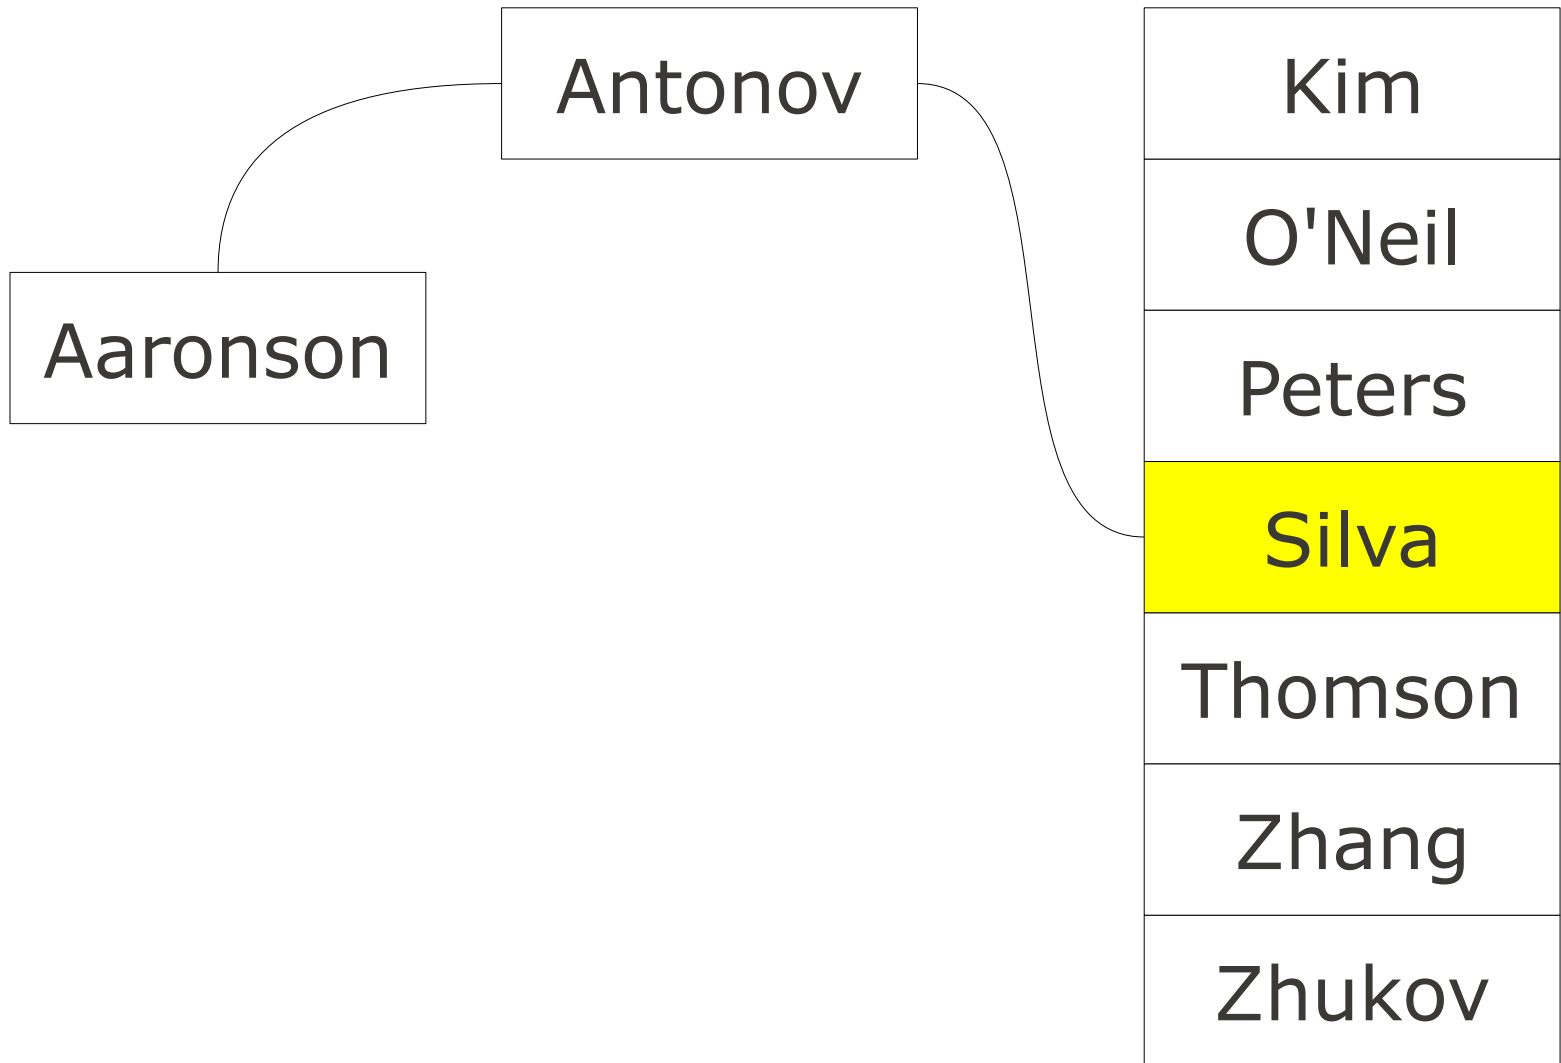 Antonov
Aaronson
Kim
O'Neil
Peters
Silva
Thomson
Zhang
Zhukov